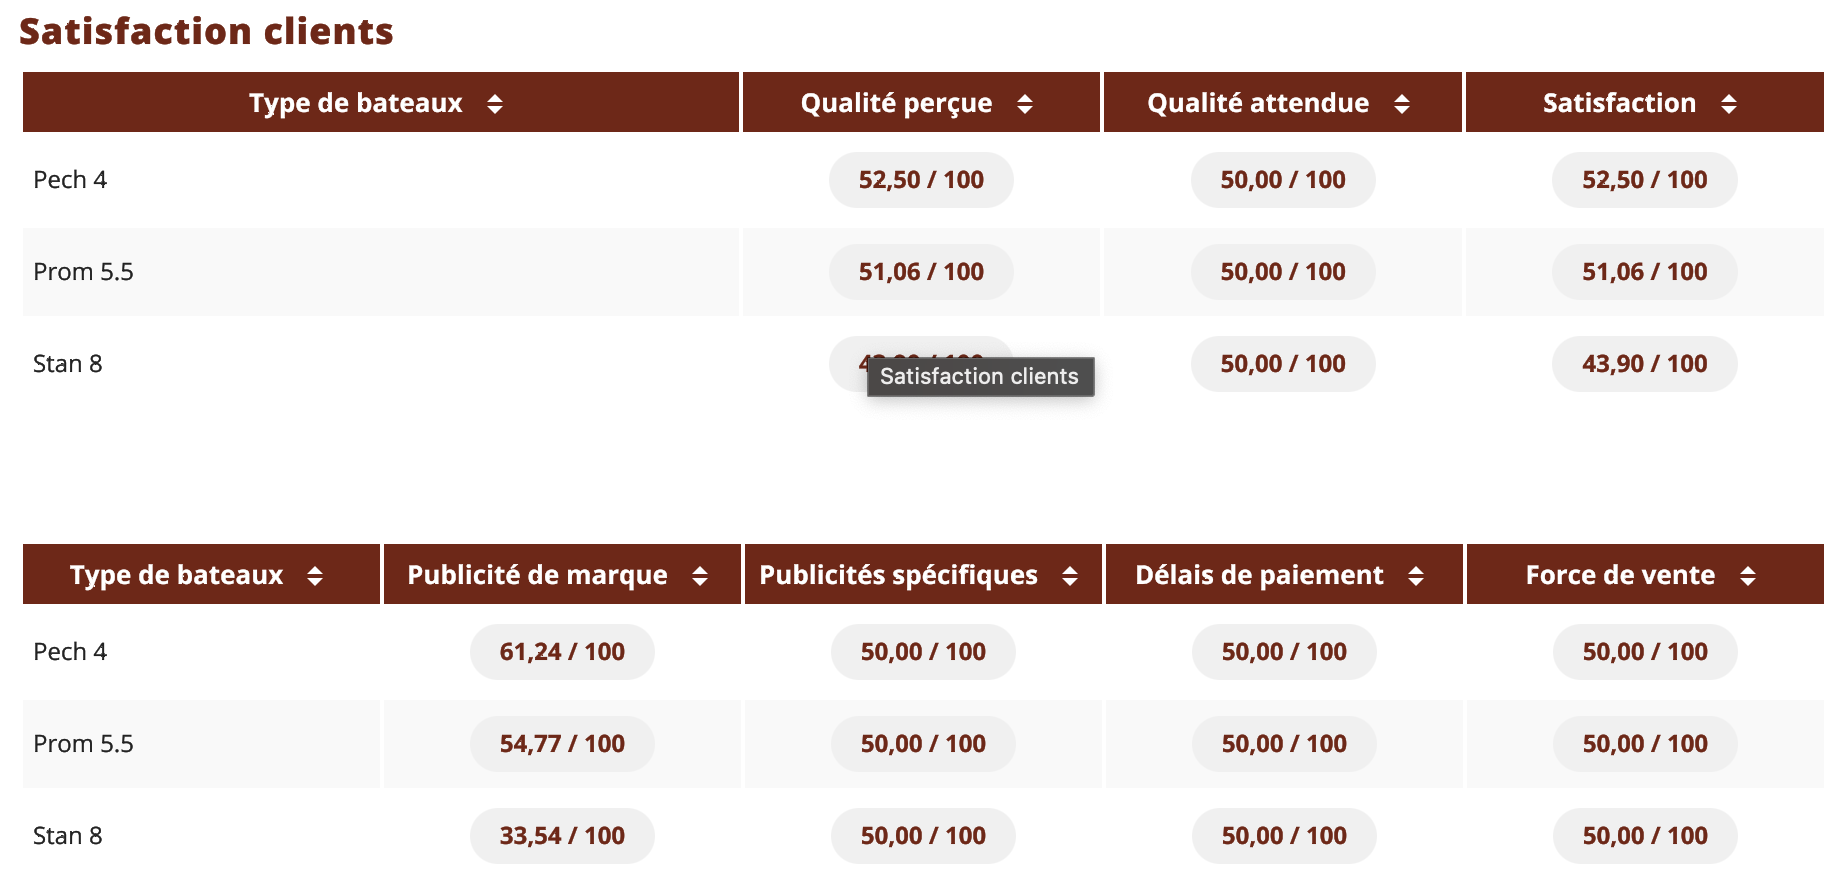 Satisfaction clients
Type de bateaux Qualité perçue Qualité attendue Satisfaction
Pech 4 52,50 / 100 50,00 / 100 52,50 / 100
Prom 5.5 51,06 / 100 50,00 / 100 51,06 / 100
Stan 8 50,00 / 100 43,90 / 100
Satisfaction clients
Type de bateaux Publicité de marque Publicités spécifiques Délais de paiement Force de vente
Pech 4 61,24 / 100 50,00 / 100 50,00 / 100 50,00 / 100
Prom 5.5 54,77 / 100 50,00 / 100 50,00 / 100 50,00 / 100
Stan 8 33,54 / 100 50,00 / 100 50,00 / 100 50,00 / 100